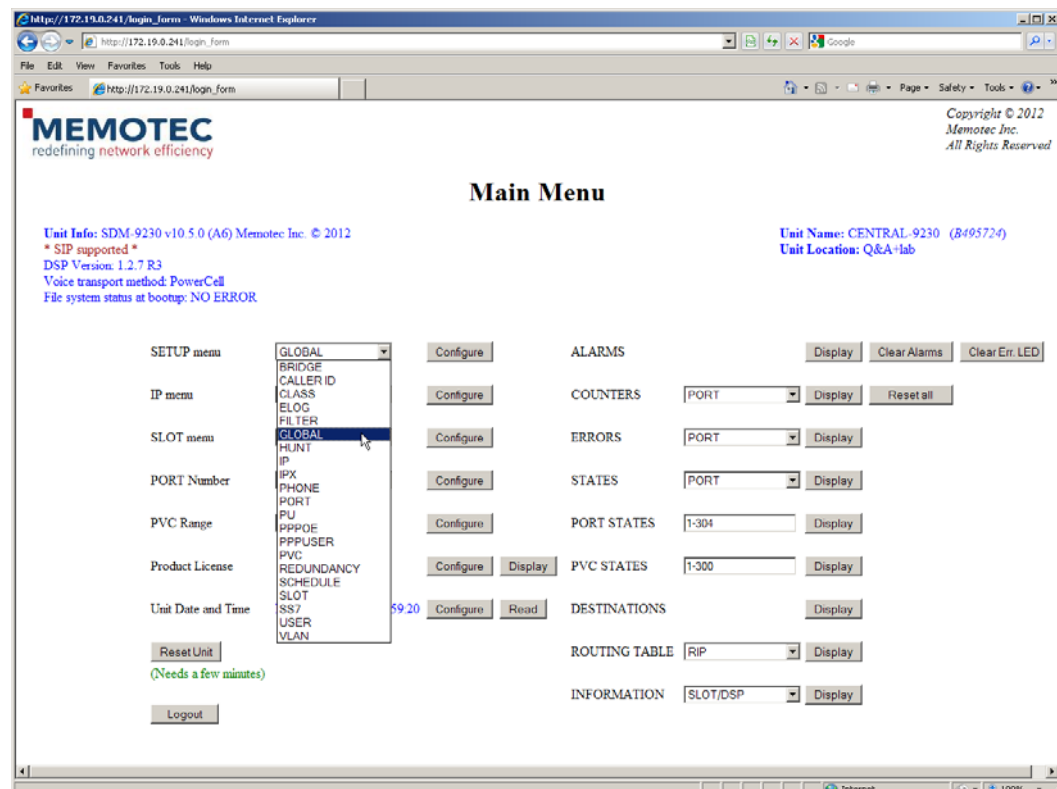 http://172.19.0.241/login_form - Windows Internet Explorer
http://172.19.0.241/login_form
Google
File Edit View Favorites Tools Help
Favorites http://172.19.0.241/login_form Page Safety Tools
MEMOTEC
redefining network efficiency
Copyright © 2012
Memotec Inc.
All Rights Reserved
Main Menu
Unit Info: SDM-9230 v10.5.0 (A6) Memotec Inc. © 2012
* SIP supported *
DSP Version: 1.2.7 R3
Voice transport method: PowerCell
File system status at bootup: NO ERROR
Unit Name: CENTRAL-9230 (B495724)
Unit Location: Q&A+lab
SETUP menu GLOBAL Configure
BRIDGE
CALLER ID
CLASS
ELOG
FILTER
GLOBAL
HUNT
IP
IPX
PHONE
PORT
PU
PPPOE
PPPUSER
PVC
REDUNDANCY
SCHEDULE
SLOT
SS7
USER
VLAN
IP menu Configure
SLOT menu Configure
PORT Number Configure
PVC Range Configure
Product License Configure Display
Unit Date and Time 59:20 Configure Read
Reset Unit
(Needs a few minutes)
Logout
ALARMS Display Clear Alarms Clear Err. LED
COUNTERS PORT Display Reset all
ERRORS PORT Display
STATES PORT Display
PORT STATES 1-304 Display
PVC STATES 1-300 Display
DESTINATIONS Display
ROUTING TABLE RIP Display
INFORMATION SLOT/DSP Display